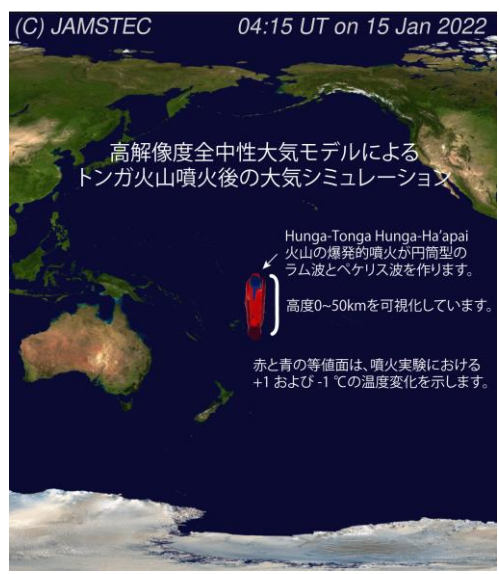 (C) JAMSTEC 04:15 UT on 15 Jan 2022
高解像度全中性大気モデルによる
トンガ火山噴火後の大気シミュレーション
Hunga-Tonga Hunga-Ha'apai
火山の爆発的噴火が円筒型の
ラム波とペケリス波を作ります。
高度0~50kmを可視化しています。
赤と青の等値面は、噴火実験における
+1 および -1 ℃の温度変化を示します。